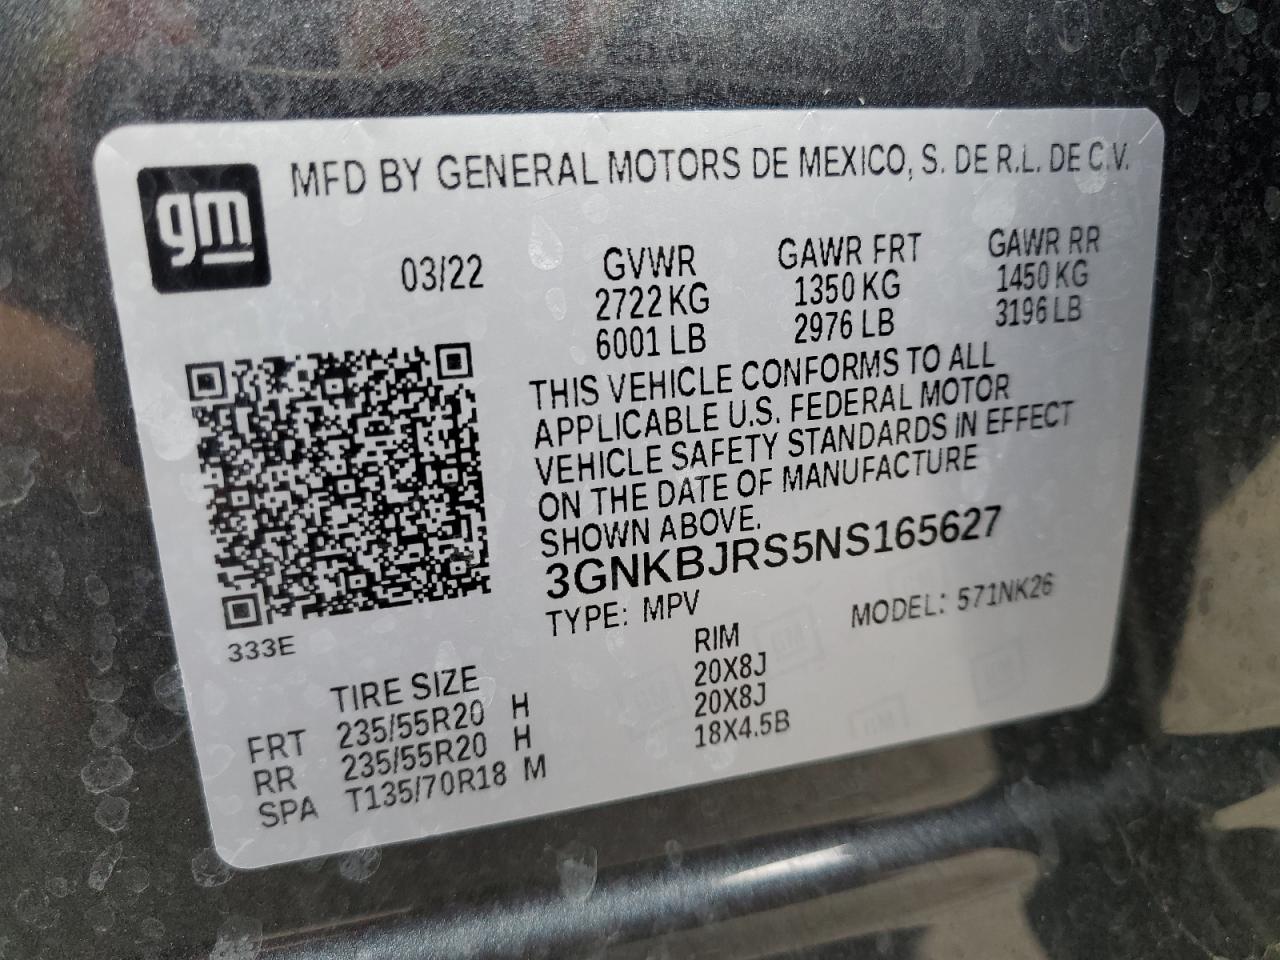 gm
MFD BY GENERAL MOTORS DE MEXICO, S. DE R.L. DE C.V.
03/22 GVWR GAWR FRT GAWR RR
2722 KG 1350 KG 1450 KG
6001 LB 2976 LB 3196 LB
THIS VEHICLE CONFORMS TO ALL
APPLICABLE U.S. FEDERAL MOTOR
VEHICLE SAFETY STANDARDS IN EFFECT
ON THE DATE OF MANUFACTURE
SHOWN ABOVE.
3GNKBJRS5NS165627
TYPE: MPV MODEL: 571NK26
333E
TIRE SIZE RIM
FRT 235/55R20 H 20X8J
RR 235/55R20 H 20X8J
SPA T135/70R18 M 18X4.5B